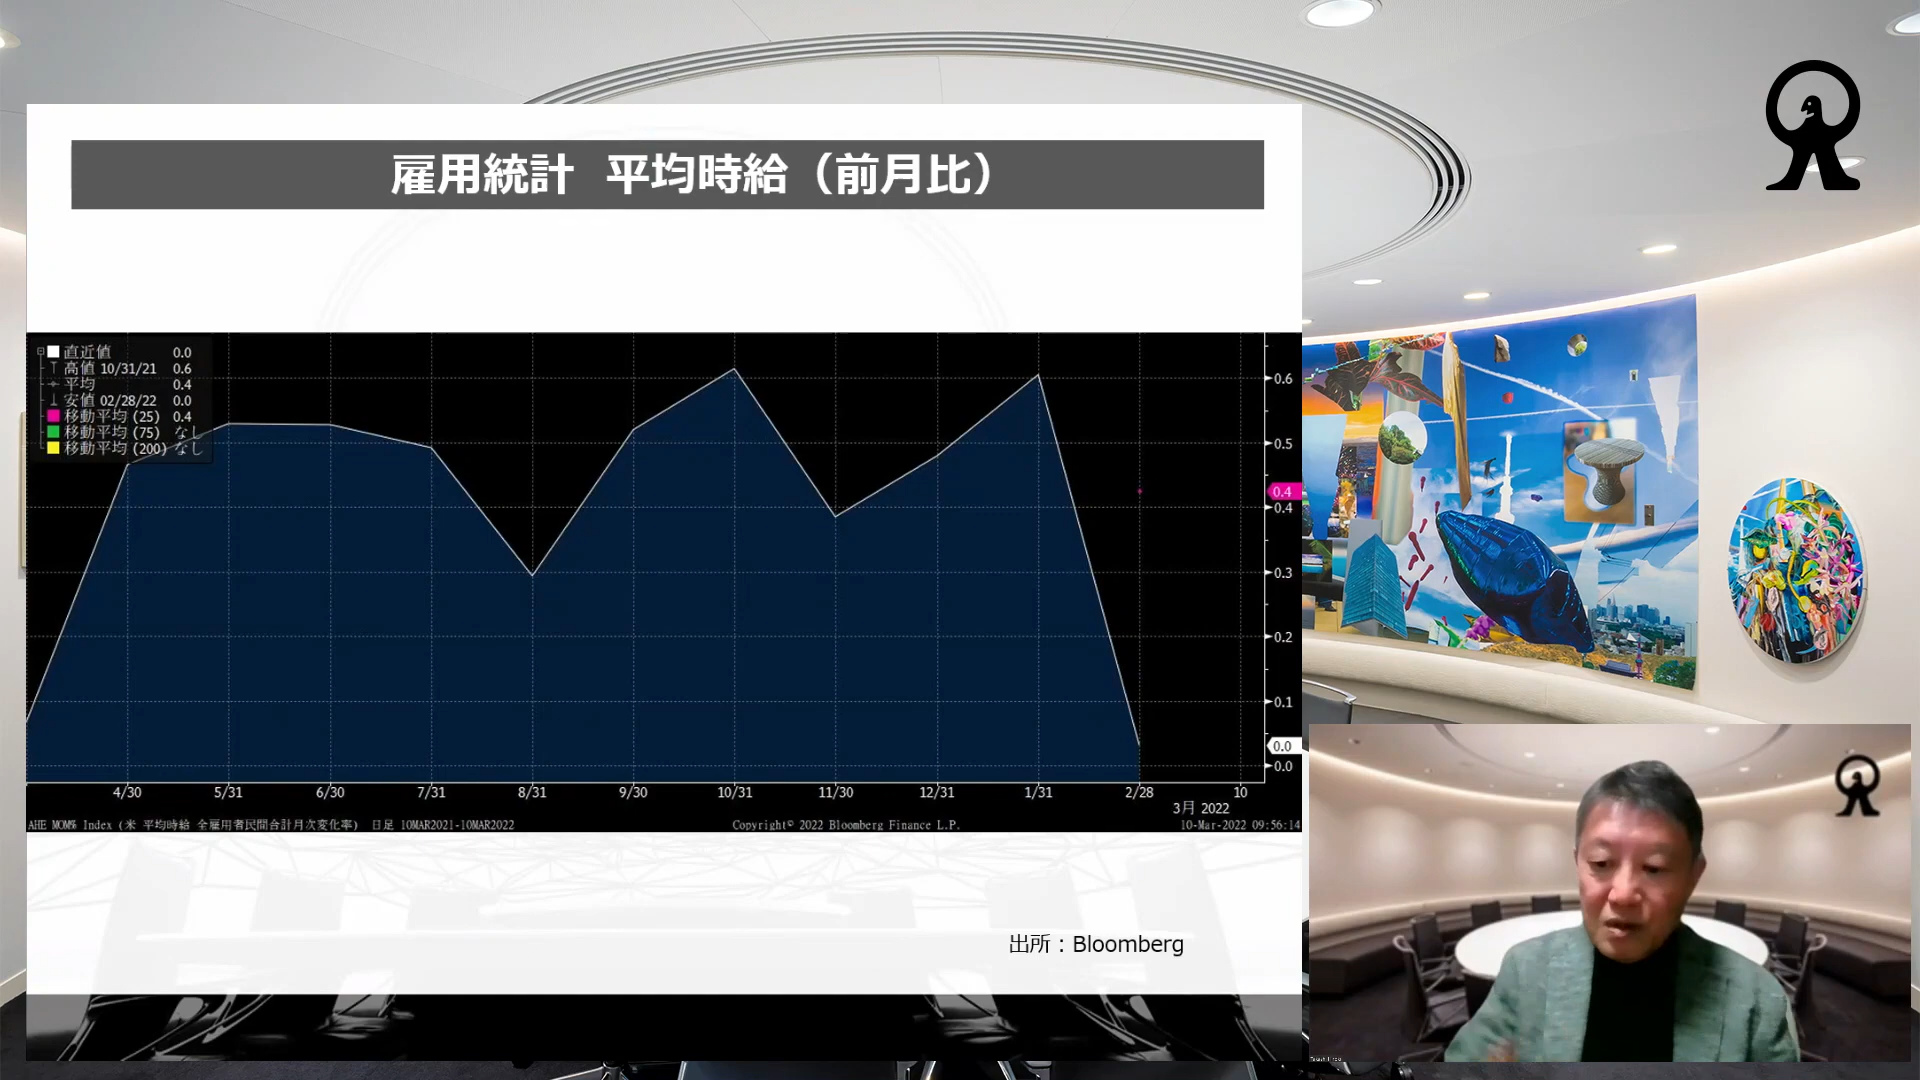 雇用統計 平均時給（前月比）
直近値 0.0
高値 10/31/21 0.6
平均 0.4
安値 02/28/22 0.0
移動平均 (25) 0.4
移動平均 (75) なし
移動平均 (200) なし
0.6
0.5
0.4
0.4
0.3
0.2
0.1
0.0
0.0
4/30 5/31 6/30 7/31 8/31 9/30 10/31 11/30 12/31 1/31 2/28 10
3月 2022
AHE MOM% Index (米 平均時給 全雇用者民間合計月次変化率) 日足 10MAR2021-10MAR2022 Copyright© 2022 Bloomberg Finance L.P. 10-Mar-2022 09:56:14
出所：Bloomberg